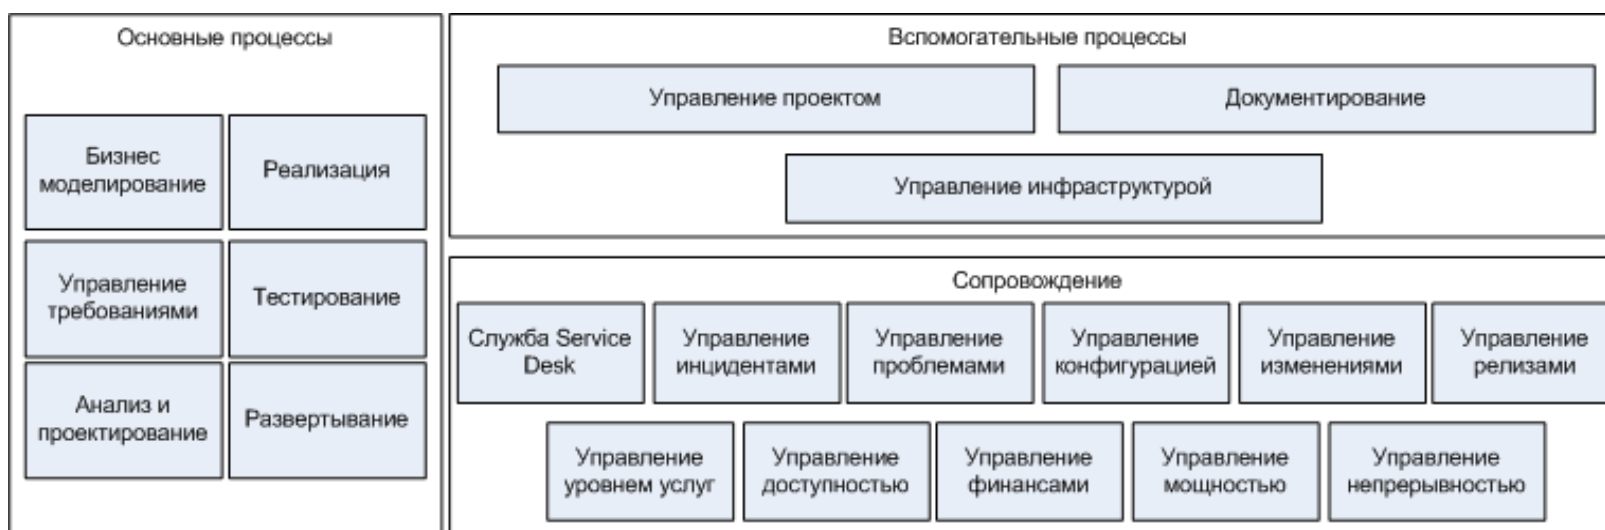 Основные процессы
Бизнес
моделирование
Реализация
Управление
требованиями
Тестирование
Анализ и
проектирование
Развертывание
Вспомогательные процессы
Управление проектом
Документирование
Управление инфраструктурой
Сопровождение
Служба Service
Desk
Управление
инцидентами
Управление
проблемами
Управление
конфигурацией
Управление
изменениями
Управление
релизами
Управление
уровнем услуг
Управление
доступностью
Управление
финансами
Управление
мощностью
Управление
непрерывностью